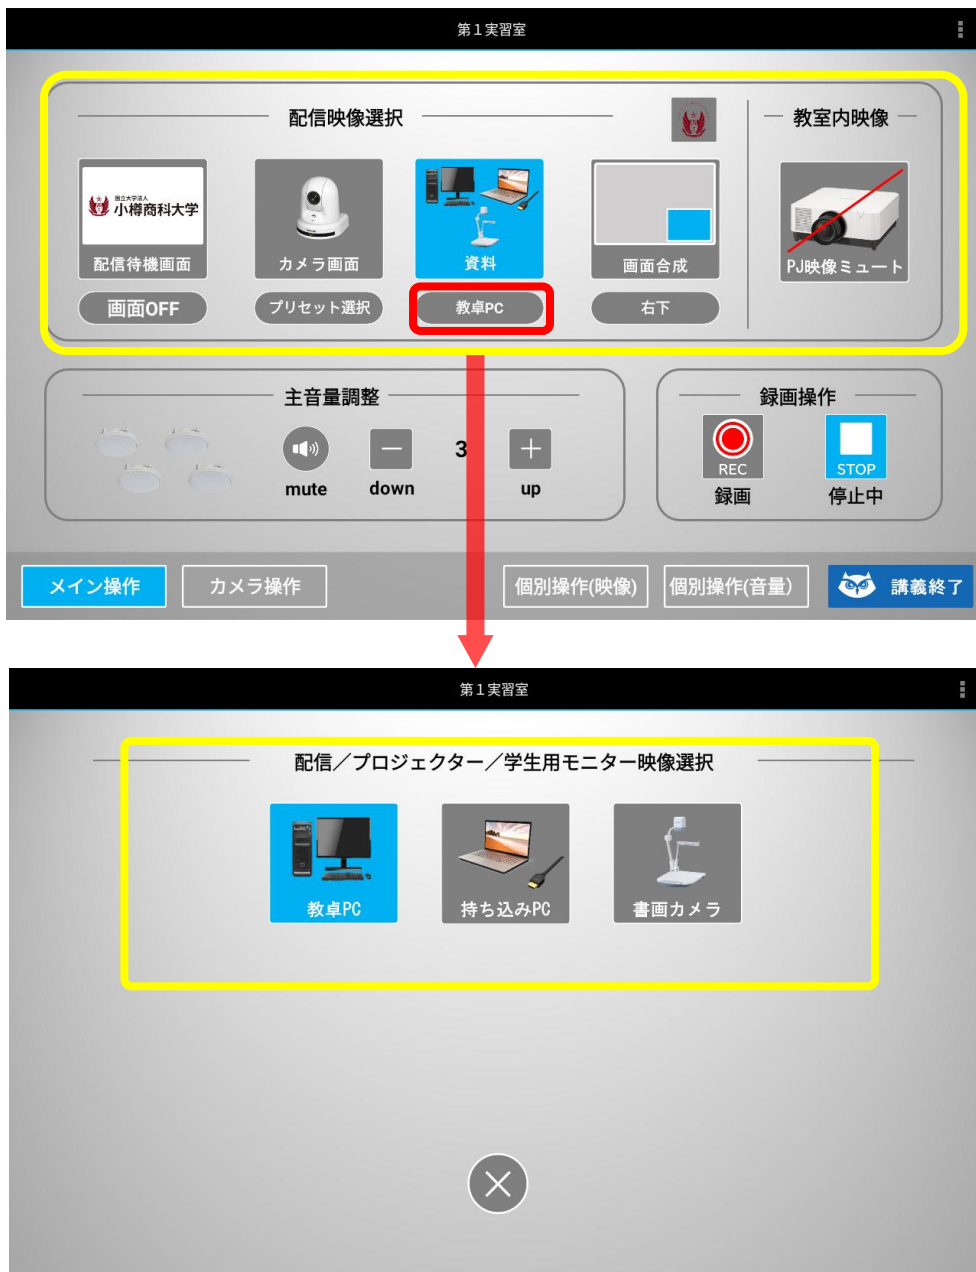 第１実習室
配信映像選択
教室内映像
国立大学法人
小樽商科大学
配信待機画面
カメラ画面
資料
画面合成
PJ映像ミュート
画面OFF
プリセット選択
教卓PC
右下
主音量調整
録画操作
3
REC
STOP
mute
down
up
録画
停止中
メイン操作
カメラ操作
個別操作(映像)
個別操作(音量)
講義終了
第１実習室
配信／プロジェクター／学生用モニター映像選択
教卓PC
持ち込みPC
書画カメラ